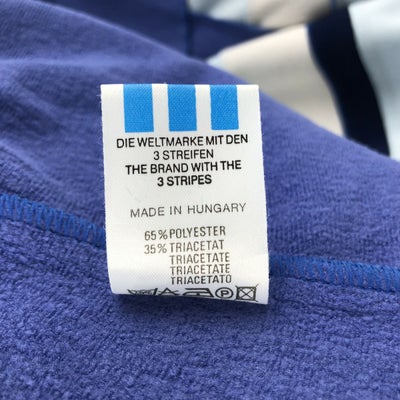 DIE WELTMARKE MIT DEN
3 STREIFEN
THE BRAND WITH THE
3 STRIPES
MADE IN HUNGARY
65% POLYESTER
35% TRIACETAT
TRIACETATE
TRIACETATE
TRIACETATO